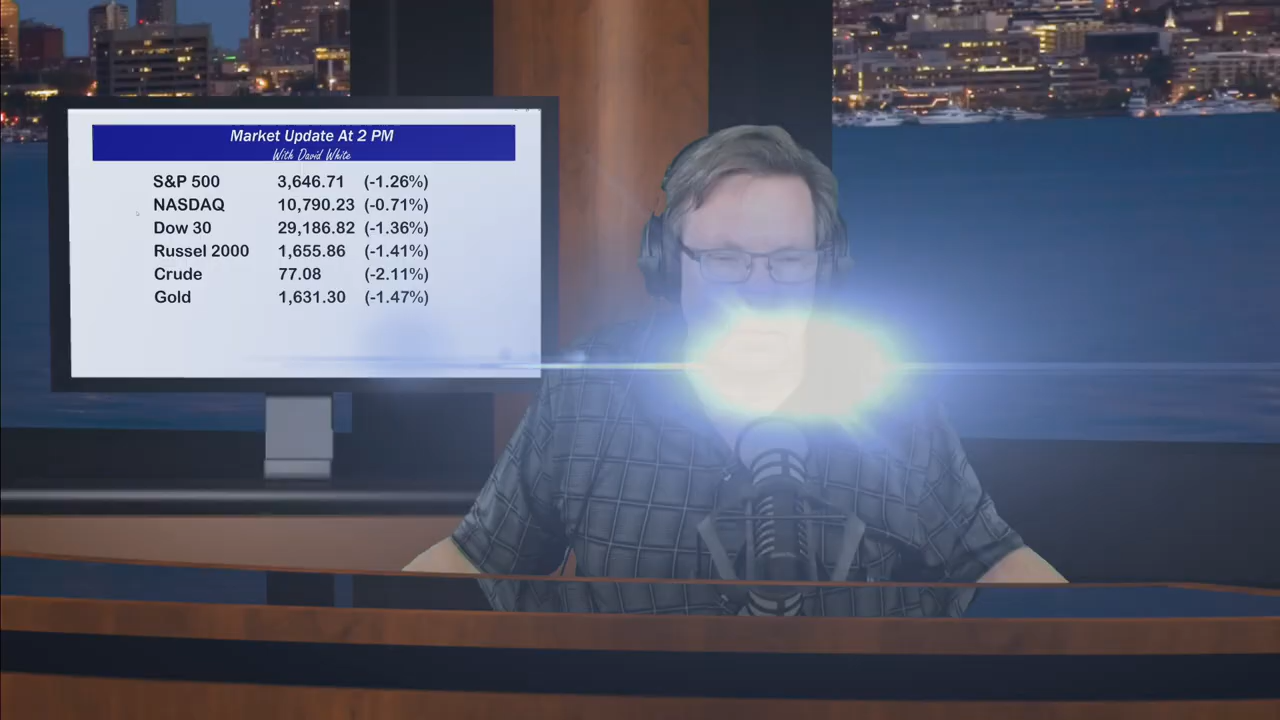 Market Update At 2 PM
With David White
S&P 500 3,646.71 (-1.26%)
NASDAQ 10,790.23 (-0.71%)
Dow 30 29,186.82 (-1.36%)
Russel 2000 1,655.86 (-1.41%)
Crude 77.08 (-2.11%)
Gold 1,631.30 (-1.47%)